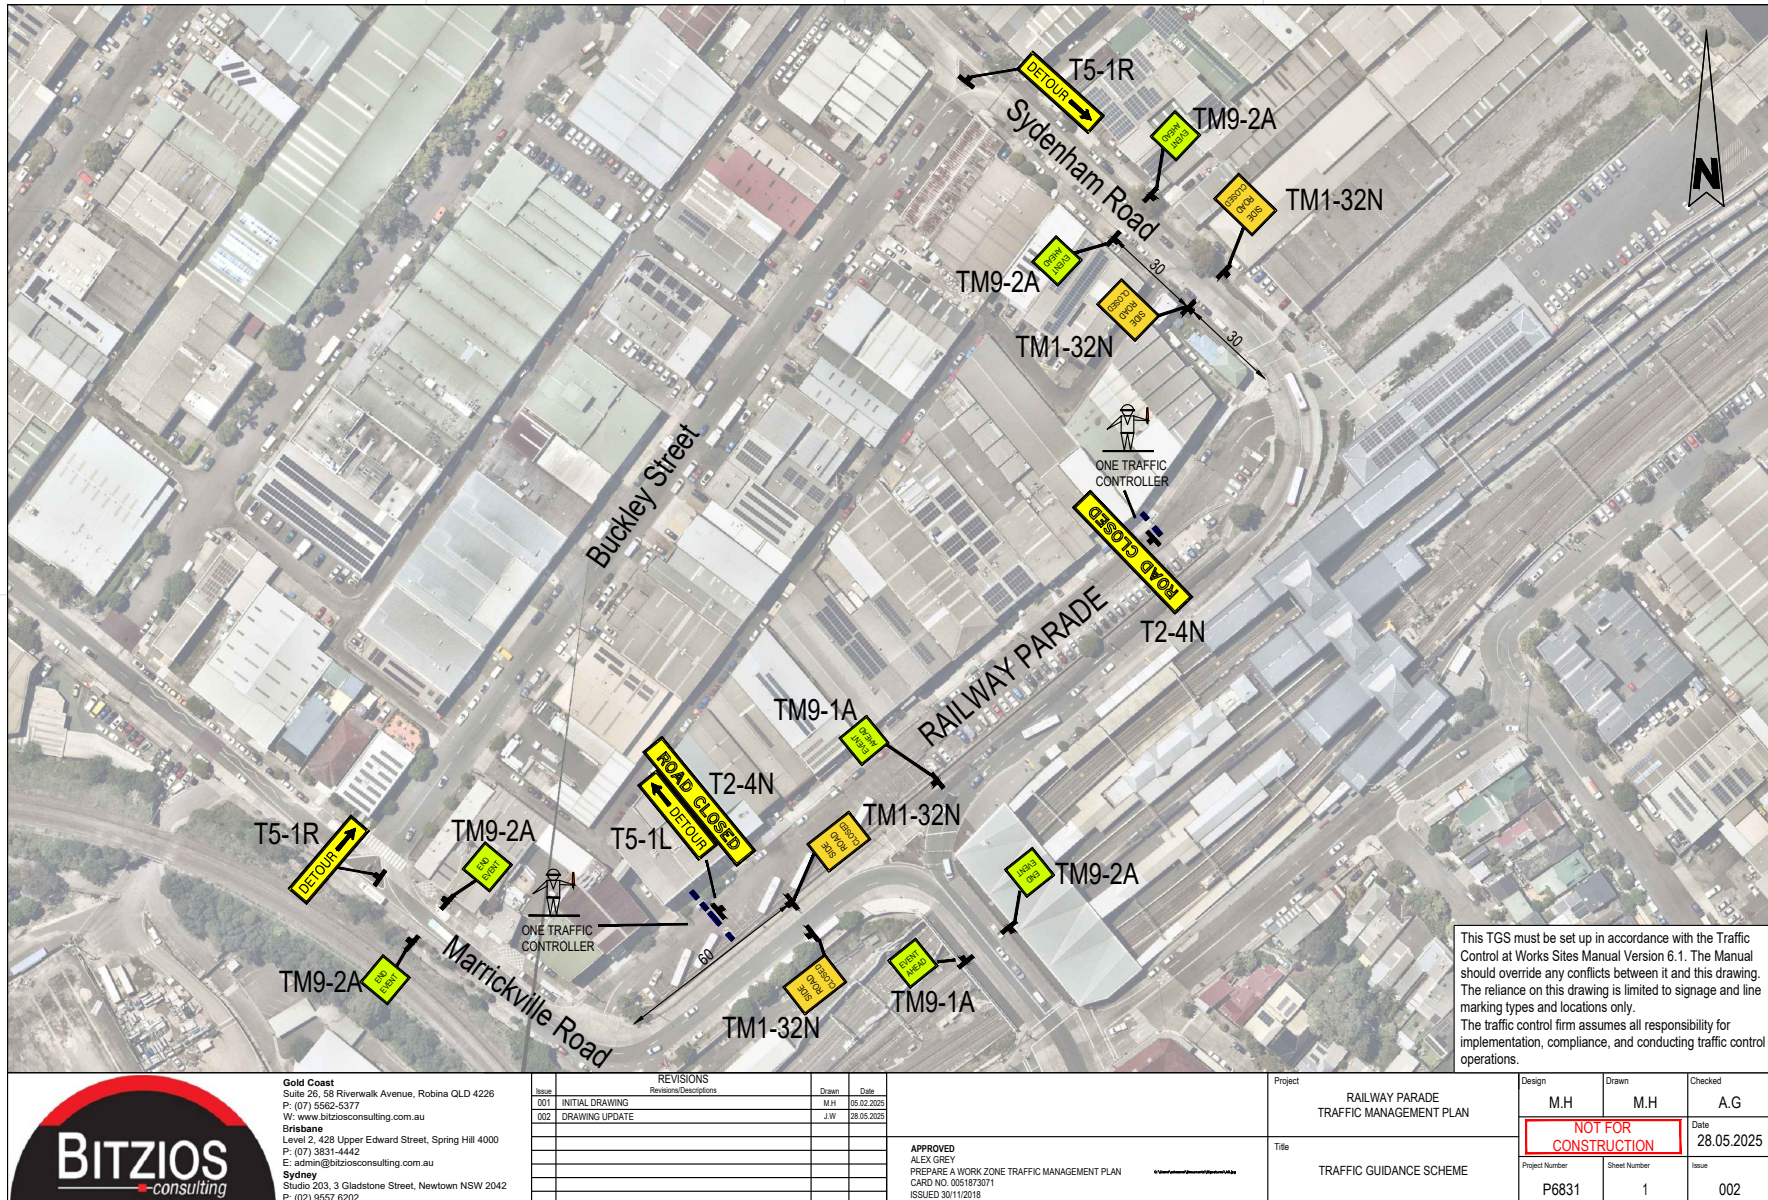 T5-1R
DETOUR
Sydenham Road
TM9-2A
EVENT
AHEAD
SIDE
ROAD
CLOSED
TM1-32N
N
TM9-2A
EVENT
AHEAD
30
TM1-32N
SIDE
ROAD
CLOSED
30
ONE TRAFFIC
CONTROLLER
Buckley Street
ROAD CLOSED
T2-4N
RAILWAY PARADE
TM9-1A
EVENT
AHEAD
ROAD CLOSED
T2-4N
DETOUR
T5-1L
TM1-32N
SIDE
ROAD
CLOSED
T5-1R
DETOUR
TM9-2A
END
EVENT
ONE TRAFFIC
CONTROLLER
END
EVENT
TM9-2A
60
TM9-2A
END
EVENT
Marrickville Road
SIDE
ROAD
CLOSED
TM1-32N
EVENT
AHEAD
TM9-1A
This TGS must be set up in accordance with the Traffic
Control at Works Sites Manual Version 6.1. The Manual
should override any conflicts between it and this drawing.
The reliance on this drawing is limited to signage and line
marking types and locations only.
The traffic control firm assumes all responsibility for
implementation, compliance, and conducting traffic control
operations.
BITZIOS
consulting
Gold Coast
Suite 26, 58 Riverwalk Avenue, Robina QLD 4226
P: (07) 5562-5377
W: www.bitziosconsulting.com.au
Brisbane
Level 2, 428 Upper Edward Street, Spring Hill 4000
P: (07) 3831-4442
E: admin@bitziosconsulting.com.au
Sydney
Studio 203, 3 Gladstone Street, Newtown NSW 2042
P: (02) 9557 6202
REVISIONS
Issue Revisions/Descriptions Drawn Date
001 INITIAL DRAWING M.H 05.02.2025
002 DRAWING UPDATE J.W 28.05.2025
APPROVED
ALEX GREY
PREPARE A WORK ZONE TRAFFIC MANAGEMENT PLAN
CARD NO. 0051873071
ISSUED 30/11/2018
Project
RAILWAY PARADE
TRAFFIC MANAGEMENT PLAN
Title
TRAFFIC GUIDANCE SCHEME
Design Drawn Checked
M.H M.H A.G
NOT FOR
CONSTRUCTION
Date
28.05.2025
Project Number Sheet Number Issue
P6831 1 002